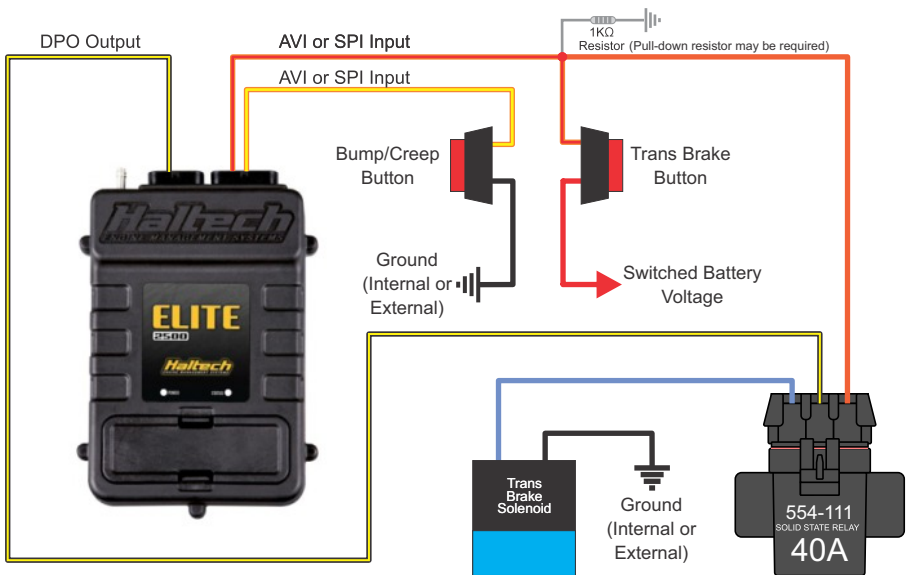 DPO Output
AVI or SPI Input
AVI or SPI Input
1KΩ
Resistor (Pull-down resistor may be required)
Bump/Creep
Button
Trans Brake
Button
Ground
(Internal or
External)
Switched Battery
Voltage
Haltech
ENGINE MANAGEMENT SYSTEMS
ELITE
2500
Haltech
Trans
Brake
Solenoid
Ground
(Internal or
External)
554-111
SOLID STATE RELAY
40A